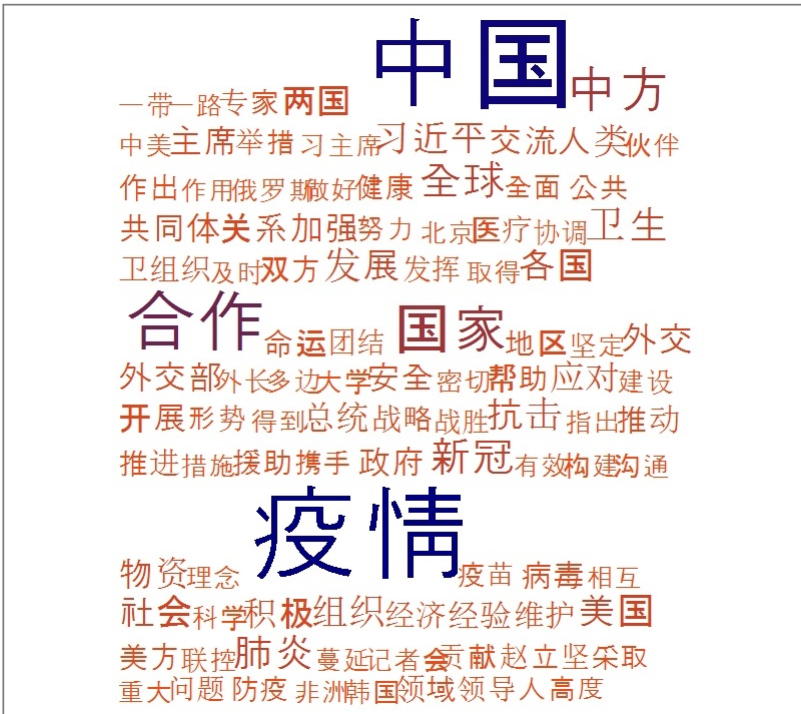 一带一路专家两国中国中方
中美主席举措习主席习近平交流人类伙伴
作出作用俄罗斯做好健康全球全面公共
共同体关系加强努力北京医疗协调卫生
卫组织及时双方发展发挥取得各国
合作命运团结国家地区坚定外交
外交部外长多边大学安全密切帮助应对建设
开展形势得到总统战略战胜抗击指出推动
推进措施援助携手政府新冠有效构建沟通
物资理念疫情疫苗病毒相互
社会科学积极组织经济经验维护美国
美方联控肺炎蔓延记者会贡献赵立坚采取
重大问题防疫非洲韩国领域领导人高度